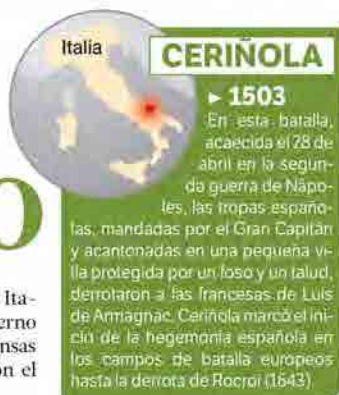 Italia
CERIÑOLA
► 1503
En esta batalla,
acaecida el 28 de
abril en la segun-
da guerra de Nápo-
les, las tropas españo-
las, mandadas por el Gran Capitán
y acantonadas en una pequeña vi-
lla protegida por un foso y un talud,
derrotaron a las francesas de Luis
de Armagnac. Ceriñola marcó el ini-
cio de la hegemonía española en
los campos de batalla europeos
hasta la derrota de Rocroi (1643).
O
Ita-
erno
nsas
n el